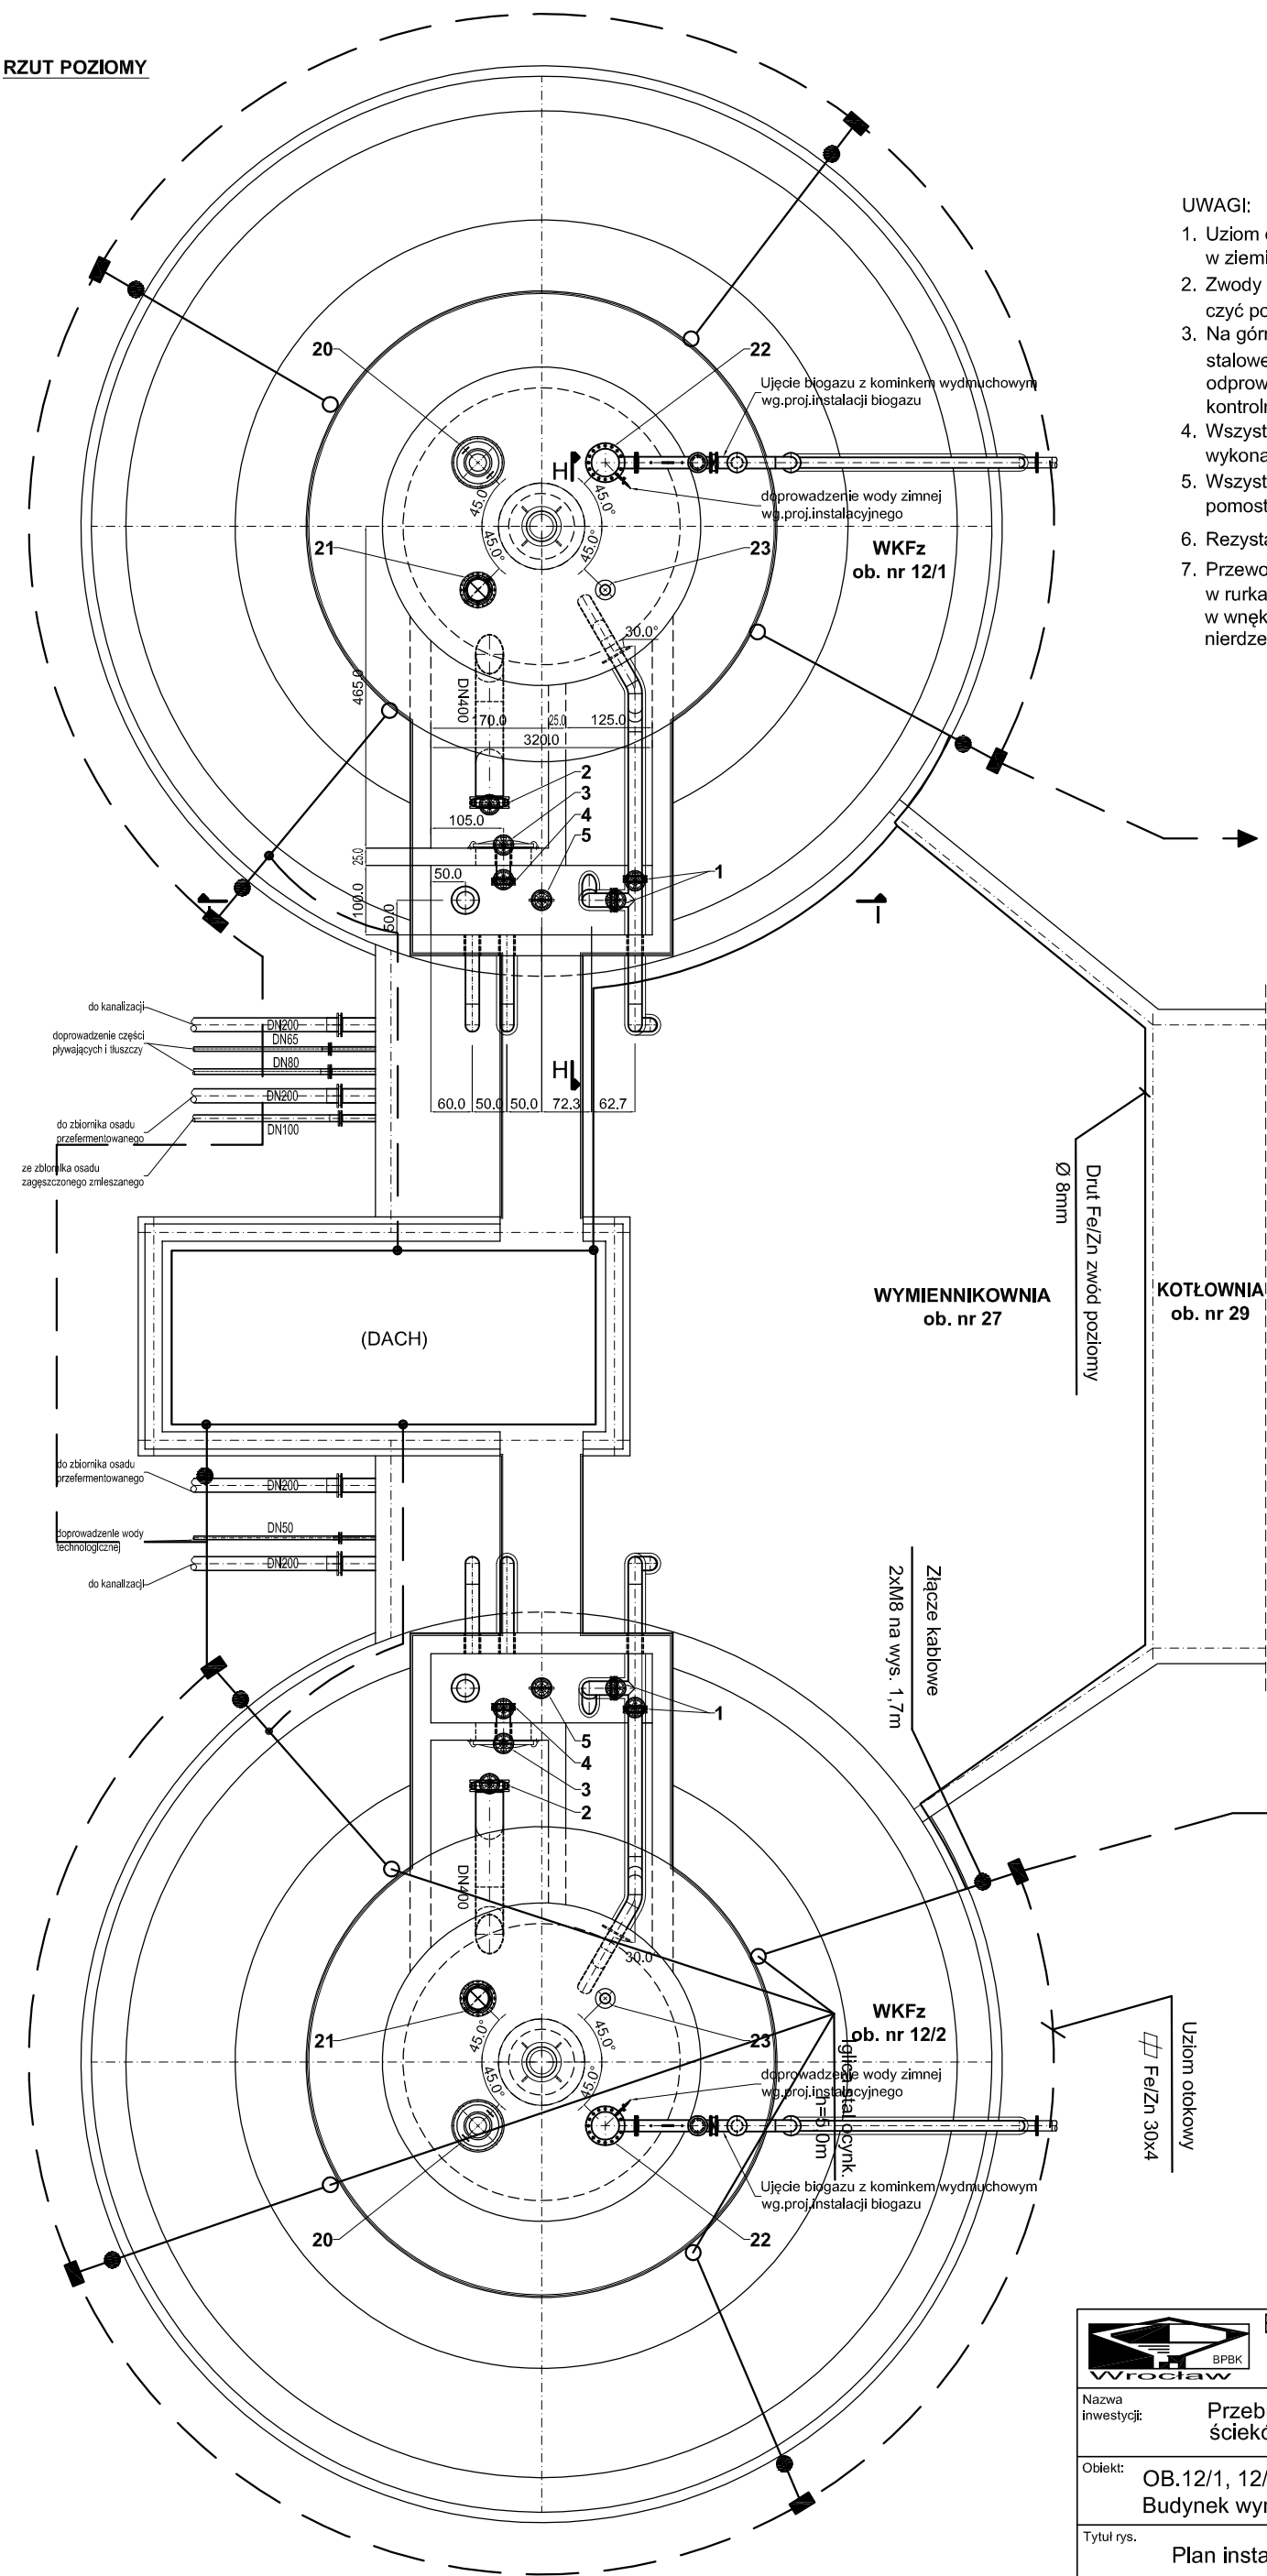 RZUT POZIOMY
UWAGI:
1. Uziom
w ziemi
2. Zwody
czyć po
3. Na górn
stalowe
odprow
kontroln
4. Wszyst
wykona
5. Wszyst
pomost
6. Rezysta
7. Przewo
w rurka
w wnęk
nierdze
20
22
Ujęcie biogazu z kominkiem wydmuchowym
wg.proj.instalacji biogazu
H
45.0°
45.0°
doprowadzenie wody zimnej
wg.proj.instalacyjnego
45.0°
45.0°
21
23
WKFz
ob. nr 12/1
30.0°
465.0
DN400
170.0
25.0
125.0
320.0
2
3
4
5
105.0
25.0
50.0
100.0
50.0
1
I
I
do kanalizacji
DN200
doprowadzenie części
pływających i tłuszczy
DN65
DN80
DN200
do zbiornika osadu
przefermentowanego
DN100
ze zbiornika osadu
zagęszczonego zmieszanego
H
60.0
50.0
50.0
72.3
62.7
Drut Fe/Zn zwód poziomy
Ø 8mm
(DACH)
WYMIENNIKOWNIA
ob. nr 27
KOTŁOWNIA
ob. nr 29
do zbiornika osadu
przefermentowanego
DN200
doprowadzenie wody
technologicznej
DN50
DN200
do kanalizacji
Złącze kablowe
2xM8 na wys. 1,7m
1
5
4
3
2
DN400
30.0°
21
23
WKFz
ob. nr 12/2
45.0°
45.0°
45.0°
45.0°
doprowadzenie wody zimnej
wg.proj.instalacyjnego
Iglica stal ocynk.
h=5,0m
Uziom otokowy
Fe/Zn 30x4
Ujęcie biogazu z kominkem wydmuchowym
wg.proj.instalacji biogazu
20
22
BPBK
Wrocław
Nazwa
inwestycji:
Przeb
ściekó
Obiekt:
OB.12/1, 12/
Budynek wyr
Tytuł rys.
Plan insta